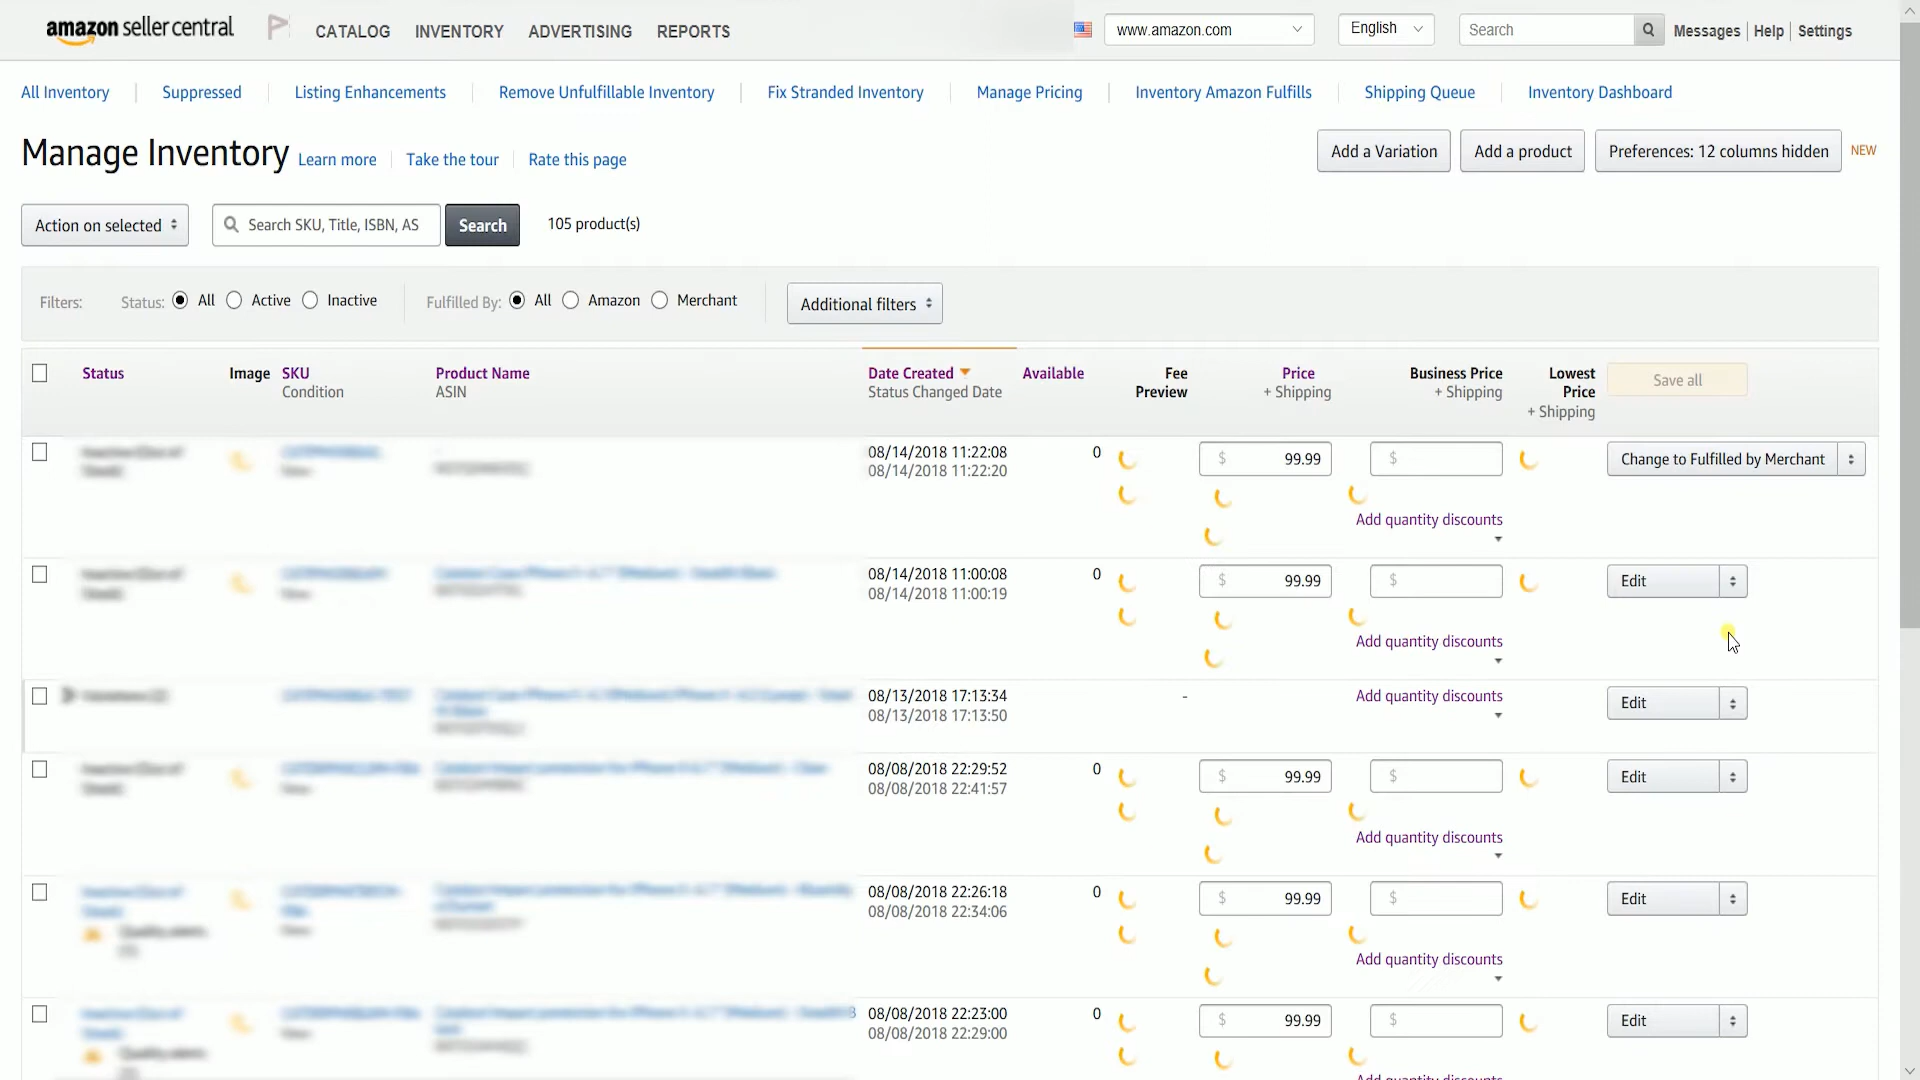 amazon seller central CATALOG INVENTORY ADVERTISING REPORTS www.amazon.com English Search Messages Help Settings
All Inventory Suppressed Listing Enhancements Remove Unfulfillable Inventory Fix Stranded Inventory Manage Pricing Inventory Amazon Fulfills Shipping Queue Inventory Dashboard
Manage Inventory Learn more Take the tour Rate this page Add a Variation Add a product Preferences: 12 columns hidden NEW
Action on selected Search SKU, Title, ISBN, AS Search 105 product(s)
Filters: Status: All Active Inactive Fulfilled By: All Amazon Merchant Additional filters
Status Image SKU Product Name Date Created Available Fee Price Business Price Lowest Save all
Condition ASIN Status Changed Date Preview + Shipping + Shipping Price
+ Shipping
08/14/2018 11:22:08 0 $ 99.99 $ Change to Fulfilled by Merchant
08/14/2018 11:22:20
Add quantity discounts
08/14/2018 11:00:08 0 $ 99.99 $ Edit
08/14/2018 11:00:19
Add quantity discounts
08/13/2018 17:13:34 - Add quantity discounts Edit
08/13/2018 17:13:50
08/08/2018 22:29:52 0 $ 99.99 $ Edit
08/08/2018 22:41:57
Add quantity discounts
08/08/2018 22:26:18 0 $ 99.99 $ Edit
08/08/2018 22:34:06
Add quantity discounts
08/08/2018 22:23:00 0 $ 99.99 $ Edit
08/08/2018 22:29:00
Add quantity discounts